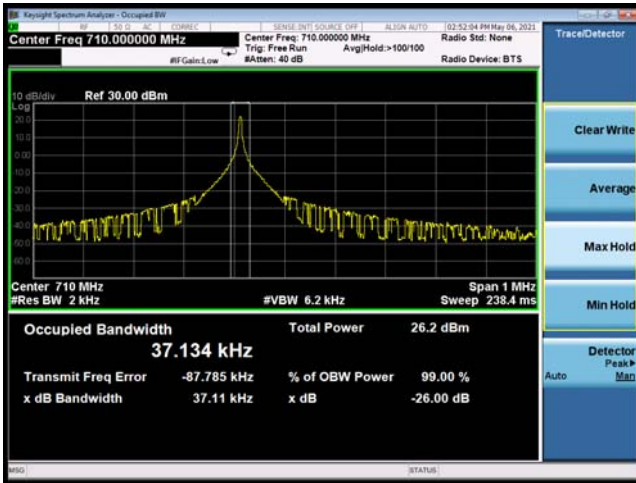 Keysight Spectrum Analyzer - Occupied BW
RF 50 Ω AC CORREC SENSE:INT SOURCE OFF ALIGN AUTO 02:52:04 PM May 06, 2021
Center Freq 710.000000 MHz Center Freq: 710.000000 MHz Radio Std: None
Trig: Free Run Avg|Hold:>100/100
#IFGain:Low #Atten: 40 dB Radio Device: BTS
Trace/Detector
10 dB/div Ref 30.00 dBm
Log
20.0
10.0
0.00
-10.0
-20.0
-30.0
-40.0
-50.0
-60.0
Center 710 MHz Span 1 MHz
#Res BW 2 kHz #VBW 6.2 kHz Sweep 238.4 ms
Occupied Bandwidth Total Power 26.2 dBm
37.134 kHz
Transmit Freq Error -87.785 kHz % of OBW Power 99.00 %
x dB Bandwidth 37.11 kHz x dB -26.00 dB
Clear Write
Average
Max Hold
Min Hold
Detector
Peak▶
Auto Man
MSG STATUS